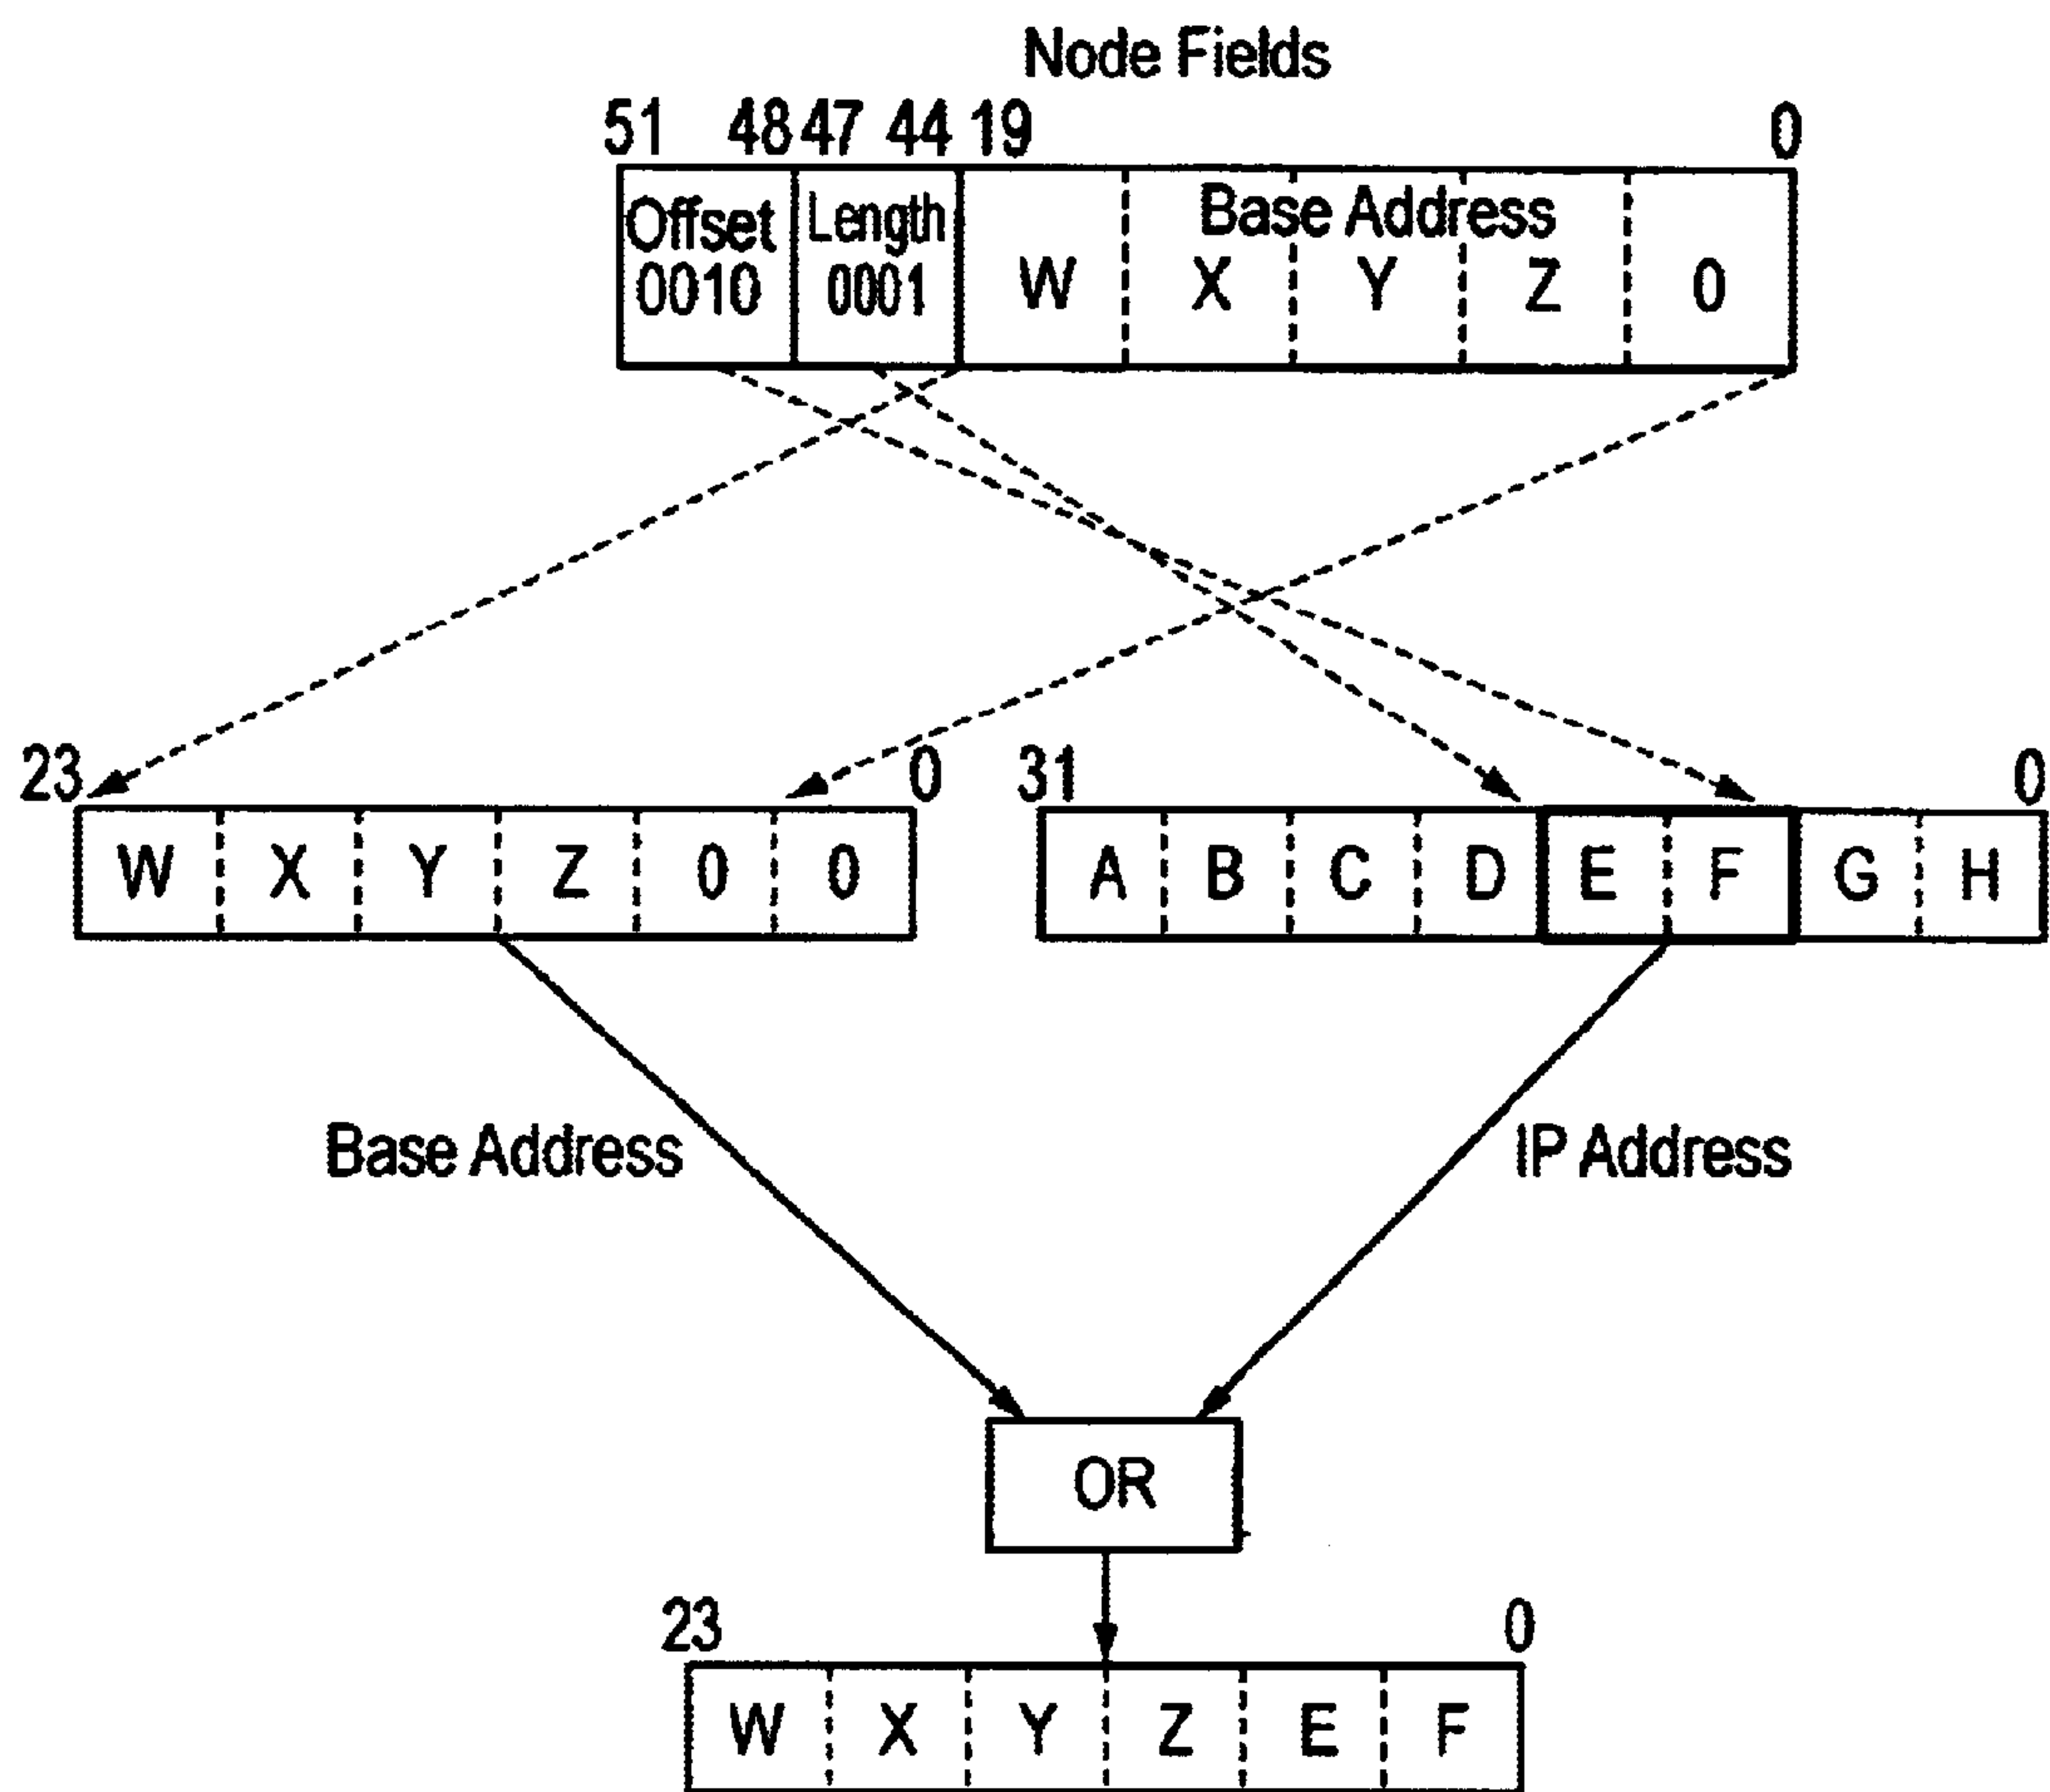 Node Fields
51 48 47 44 19 0
Offset Length Base Address
0010 0001 W X Y Z 0
23 0 31 0
W X Y Z 0 0 A B C D E F G H
Base Address IP Address
OR
23 0
W X Y Z E F